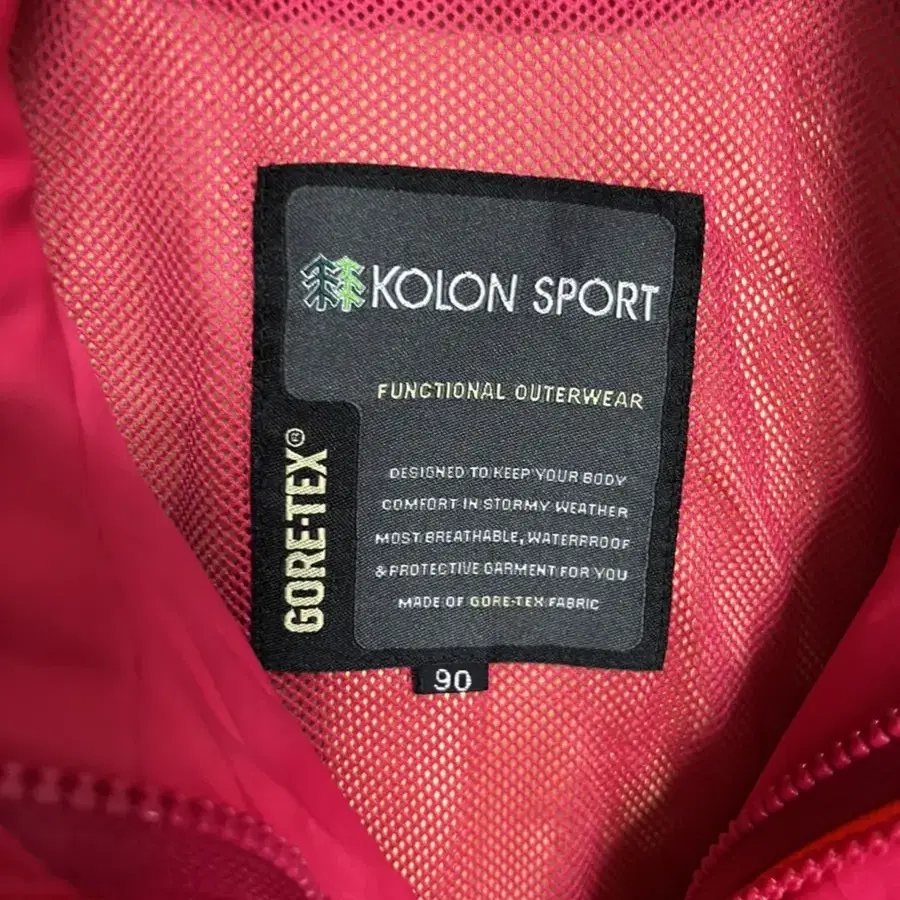 KOLON SPORT
FUNCTIONAL OUTERWEAR
DESIGNED TO KEEP YOUR BODY
COMFORT IN STORMY WEATHER
MOST BREATHABLE, WATERPROOF
& PROTECTIVE GARMENT FOR YOU
MADE OF GORE-TEX FABRIC
GORE-TEX®
90